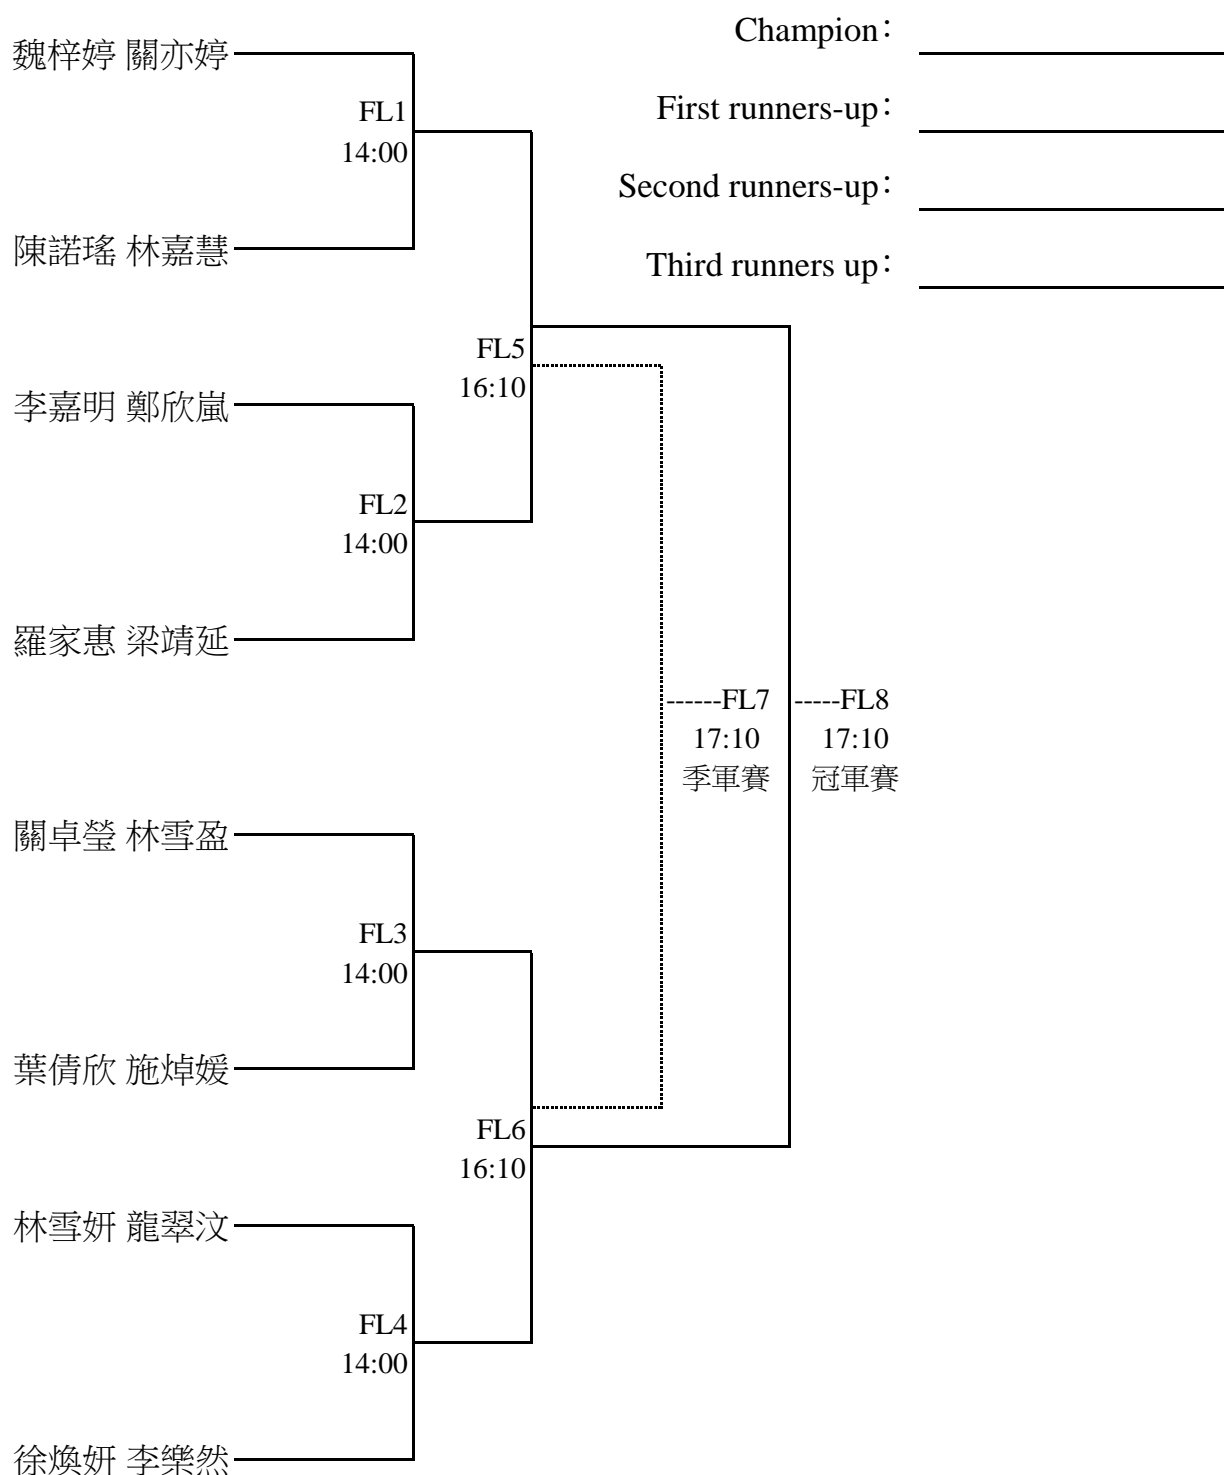 Champion：
魏梓婷 關亦婷
First runners-up：
FL1
14:00
Second runners-up：
陳諾瑤 林嘉慧
Third runners up：
FL5
16:10
李嘉明 鄭欣嵐
FL2
14:00
羅家惠 梁靖延
------FL7
17:10
季軍賽
-----FL8
17:10
冠軍賽
關卓瑩 林雪盈
FL3
14:00
葉倩欣 施焯媛
FL6
16:10
林雪妍 龍翠汶
FL4
14:00
徐煥妍 李樂然